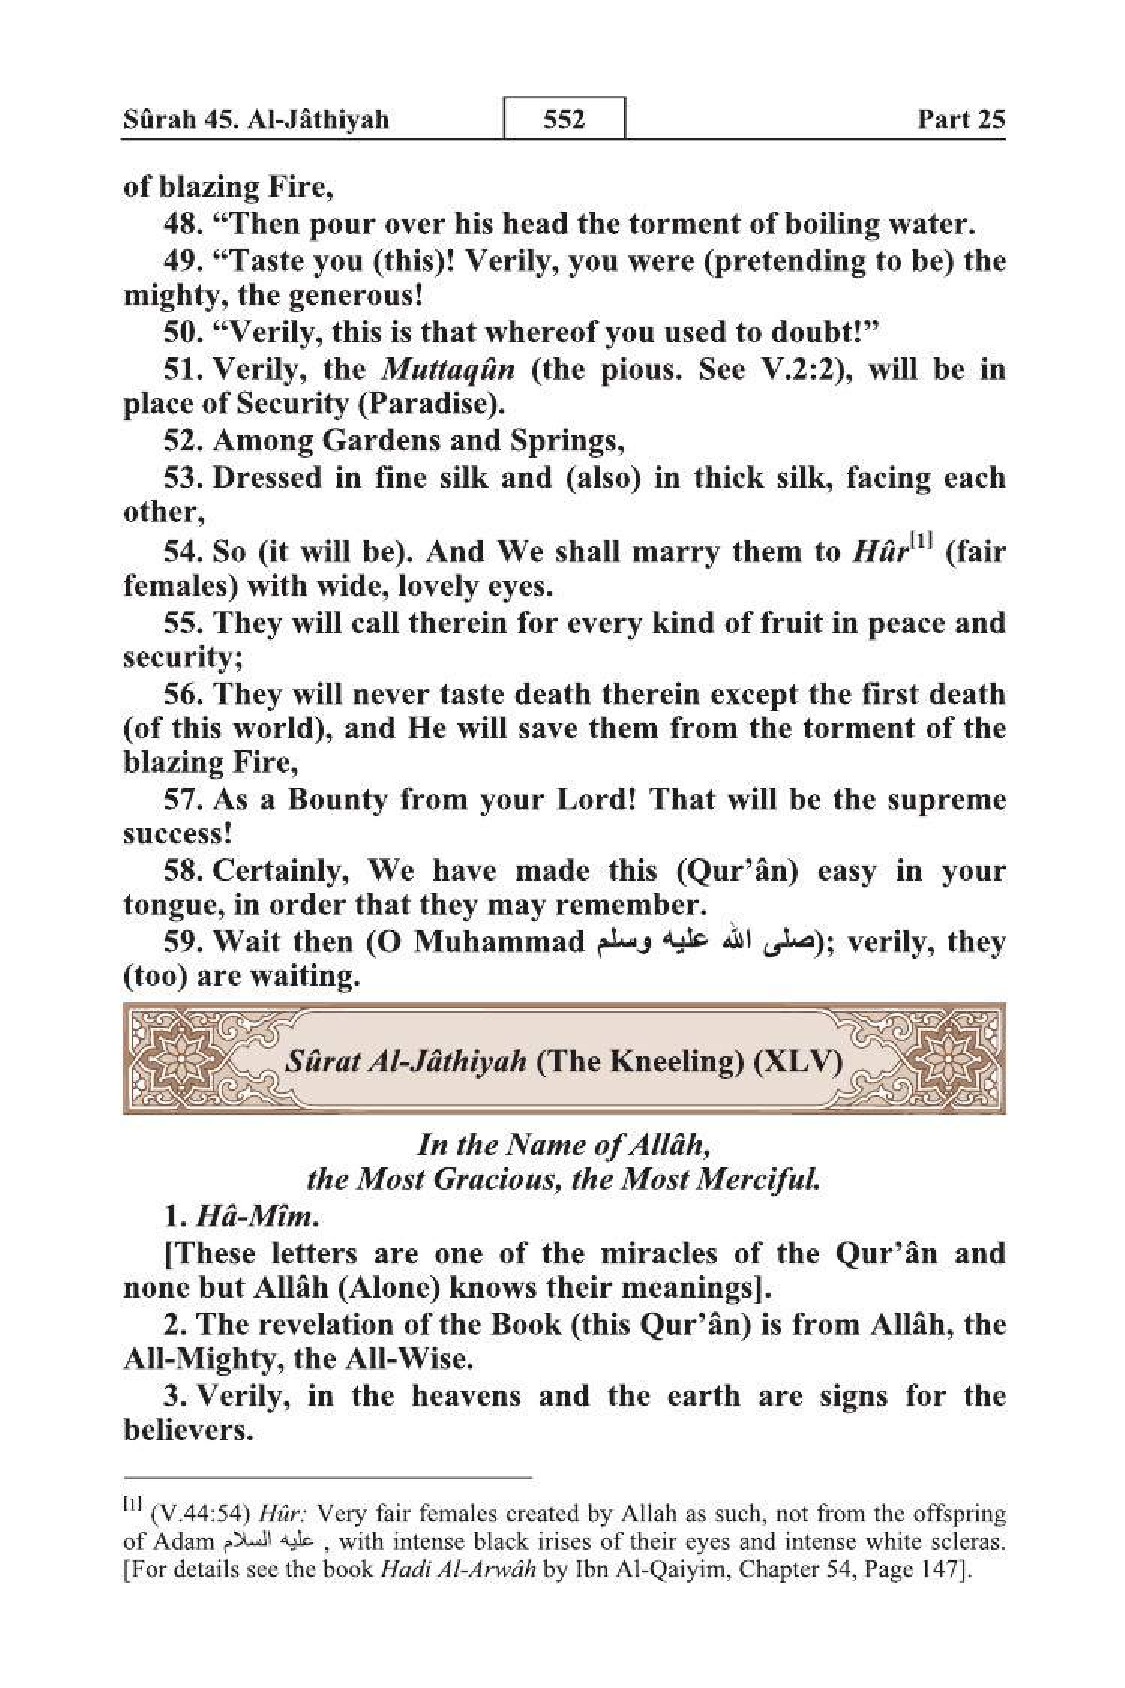 Sûrah 45. Al-Jâthiyah 552 Part 25
of blazing Fire,
48. “Then pour over his head the torment of boiling water.
49. “Taste you (this)! Verily, you were (pretending to be) the
mighty, the generous!
50. “Verily, this is that whereof you used to doubt!”
51. Verily, the Muttaqûn (the pious. See V.2:2), will be in
place of Security (Paradise).
52. Among Gardens and Springs,
53. Dressed in fine silk and (also) in thick silk, facing each
other,
54. So (it will be). And We shall marry them to Hûr[1] (fair
females) with wide, lovely eyes.
55. They will call therein for every kind of fruit in peace and
security;
56. They will never taste death therein except the first death
(of this world), and He will save them from the torment of the
blazing Fire,
57. As a Bounty from your Lord! That will be the supreme
success!
58. Certainly, We have made this (Qur’ân) easy in your
tongue, in order that they may remember.
59. Wait then (O Muhammad صلى الله عليه وسلم); verily, they
(too) are waiting.
Sûrat Al-Jâthiyah (The Kneeling) (XLV)
In the Name of Allâh,
the Most Gracious, the Most Merciful.
1. Hâ-Mîm.
[These letters are one of the miracles of the Qur’ân and
none but Allâh (Alone) knows their meanings].
2. The revelation of the Book (this Qur’ân) is from Allâh, the
All-Mighty, the All-Wise.
3. Verily, in the heavens and the earth are signs for the
believers.
[1] (V.44:54) Hûr: Very fair females created by Allah as such, not from the offspring
of Adam عليه السلام , with intense black irises of their eyes and intense white scleras.
[For details see the book Hadi Al-Arwâh by Ibn Al-Qaiyim, Chapter 54, Page 147].